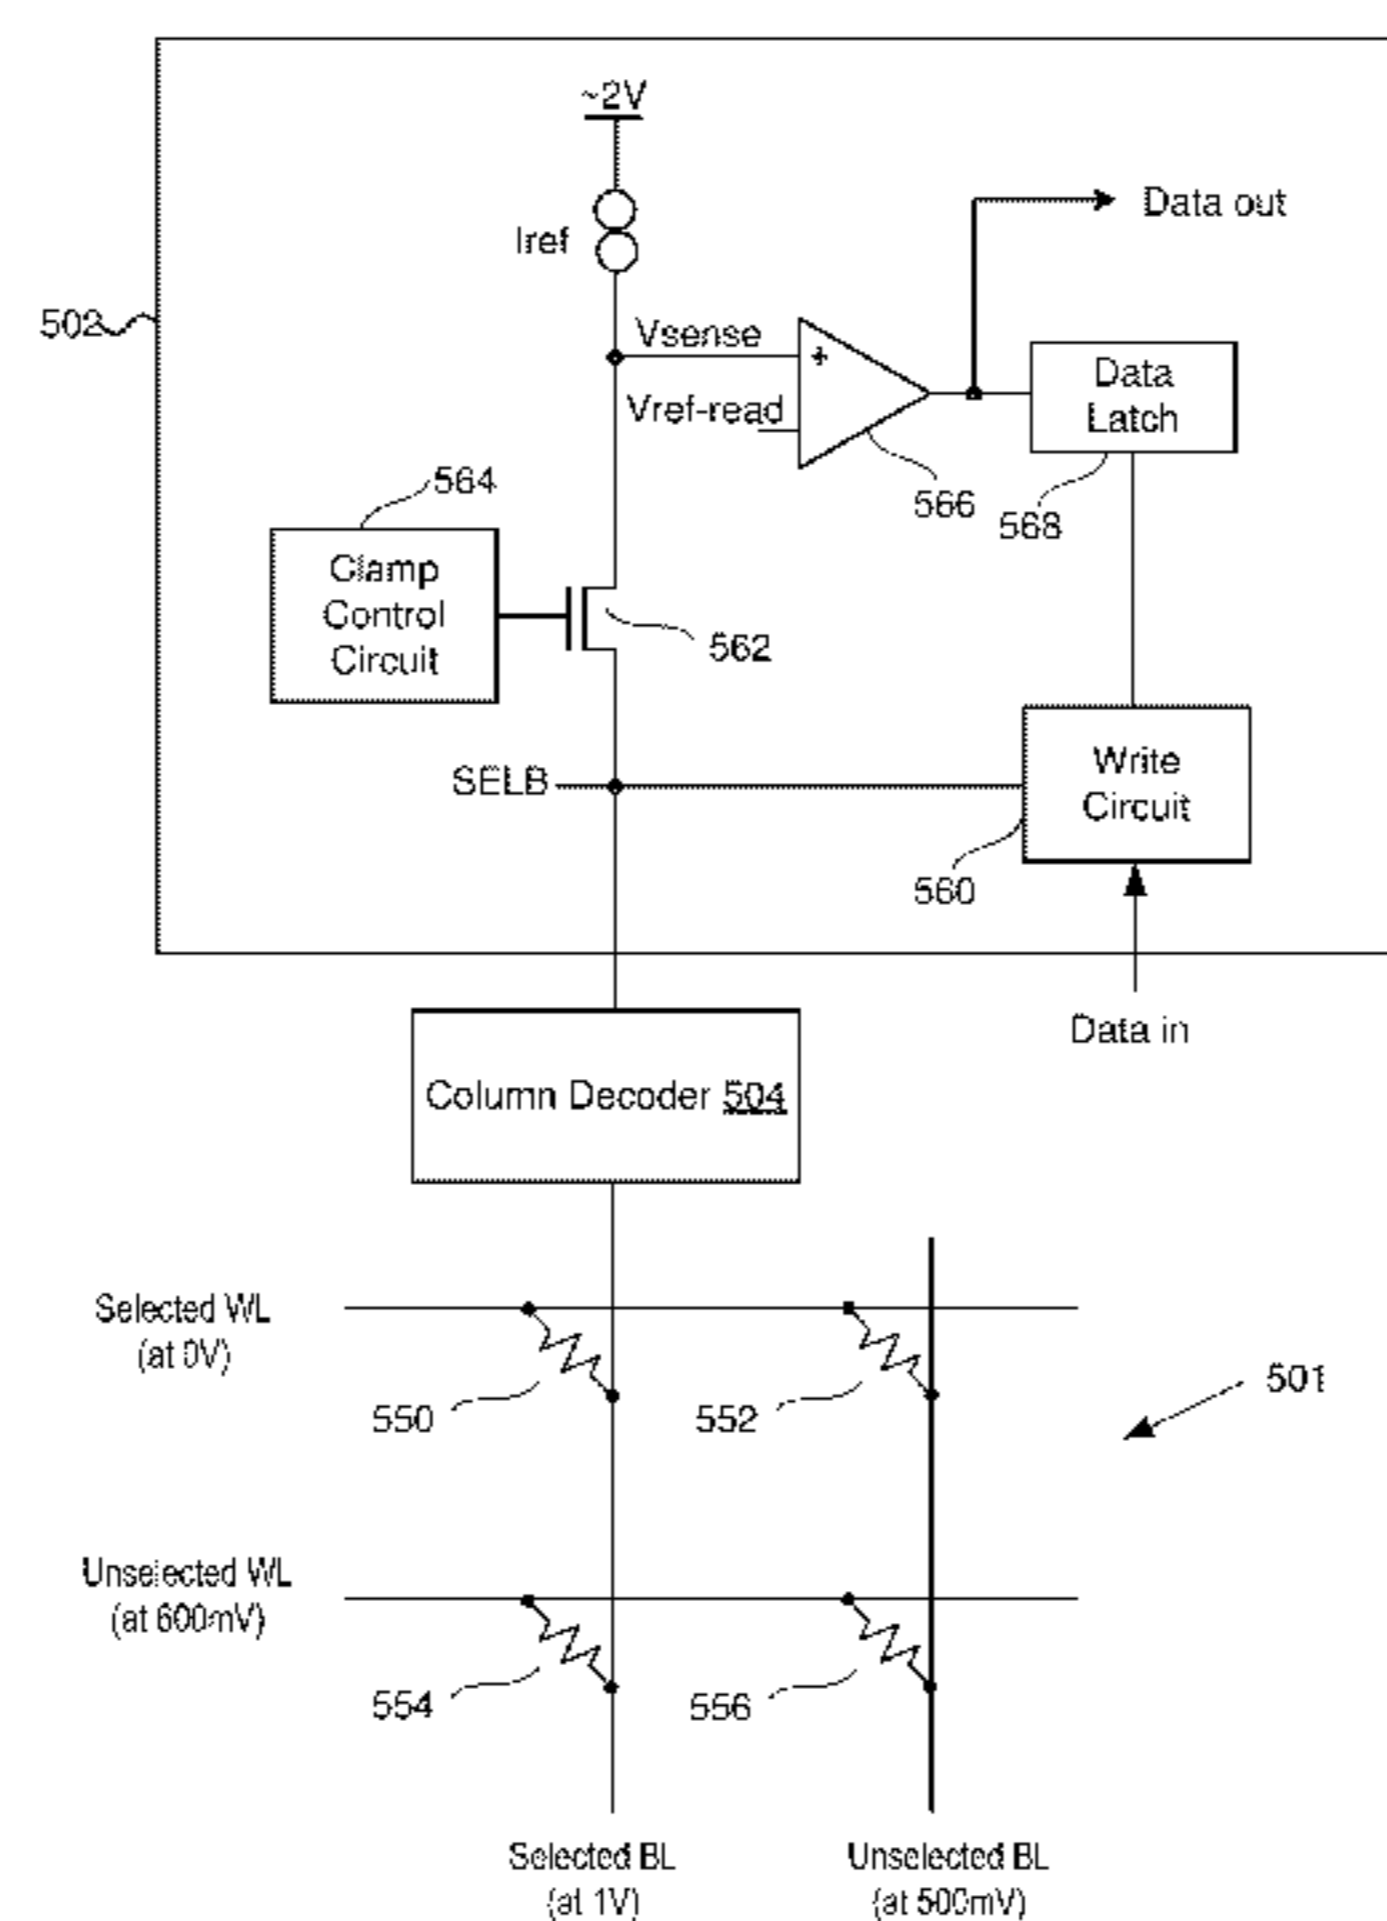 ~2V
Iref
Data out
502
Vsense
+
Vref-read
Data
Latch
566
568
564
Clamp
Control
Circuit
562
SELB
Write
Circuit
560
Data in
Column Decoder 504
Selected WL
(at 0V)
550
552
501
Unselected WL
(at 600mV)
554
556
Selected BL
(at 1V)
Unselected BL
(at 500mV)